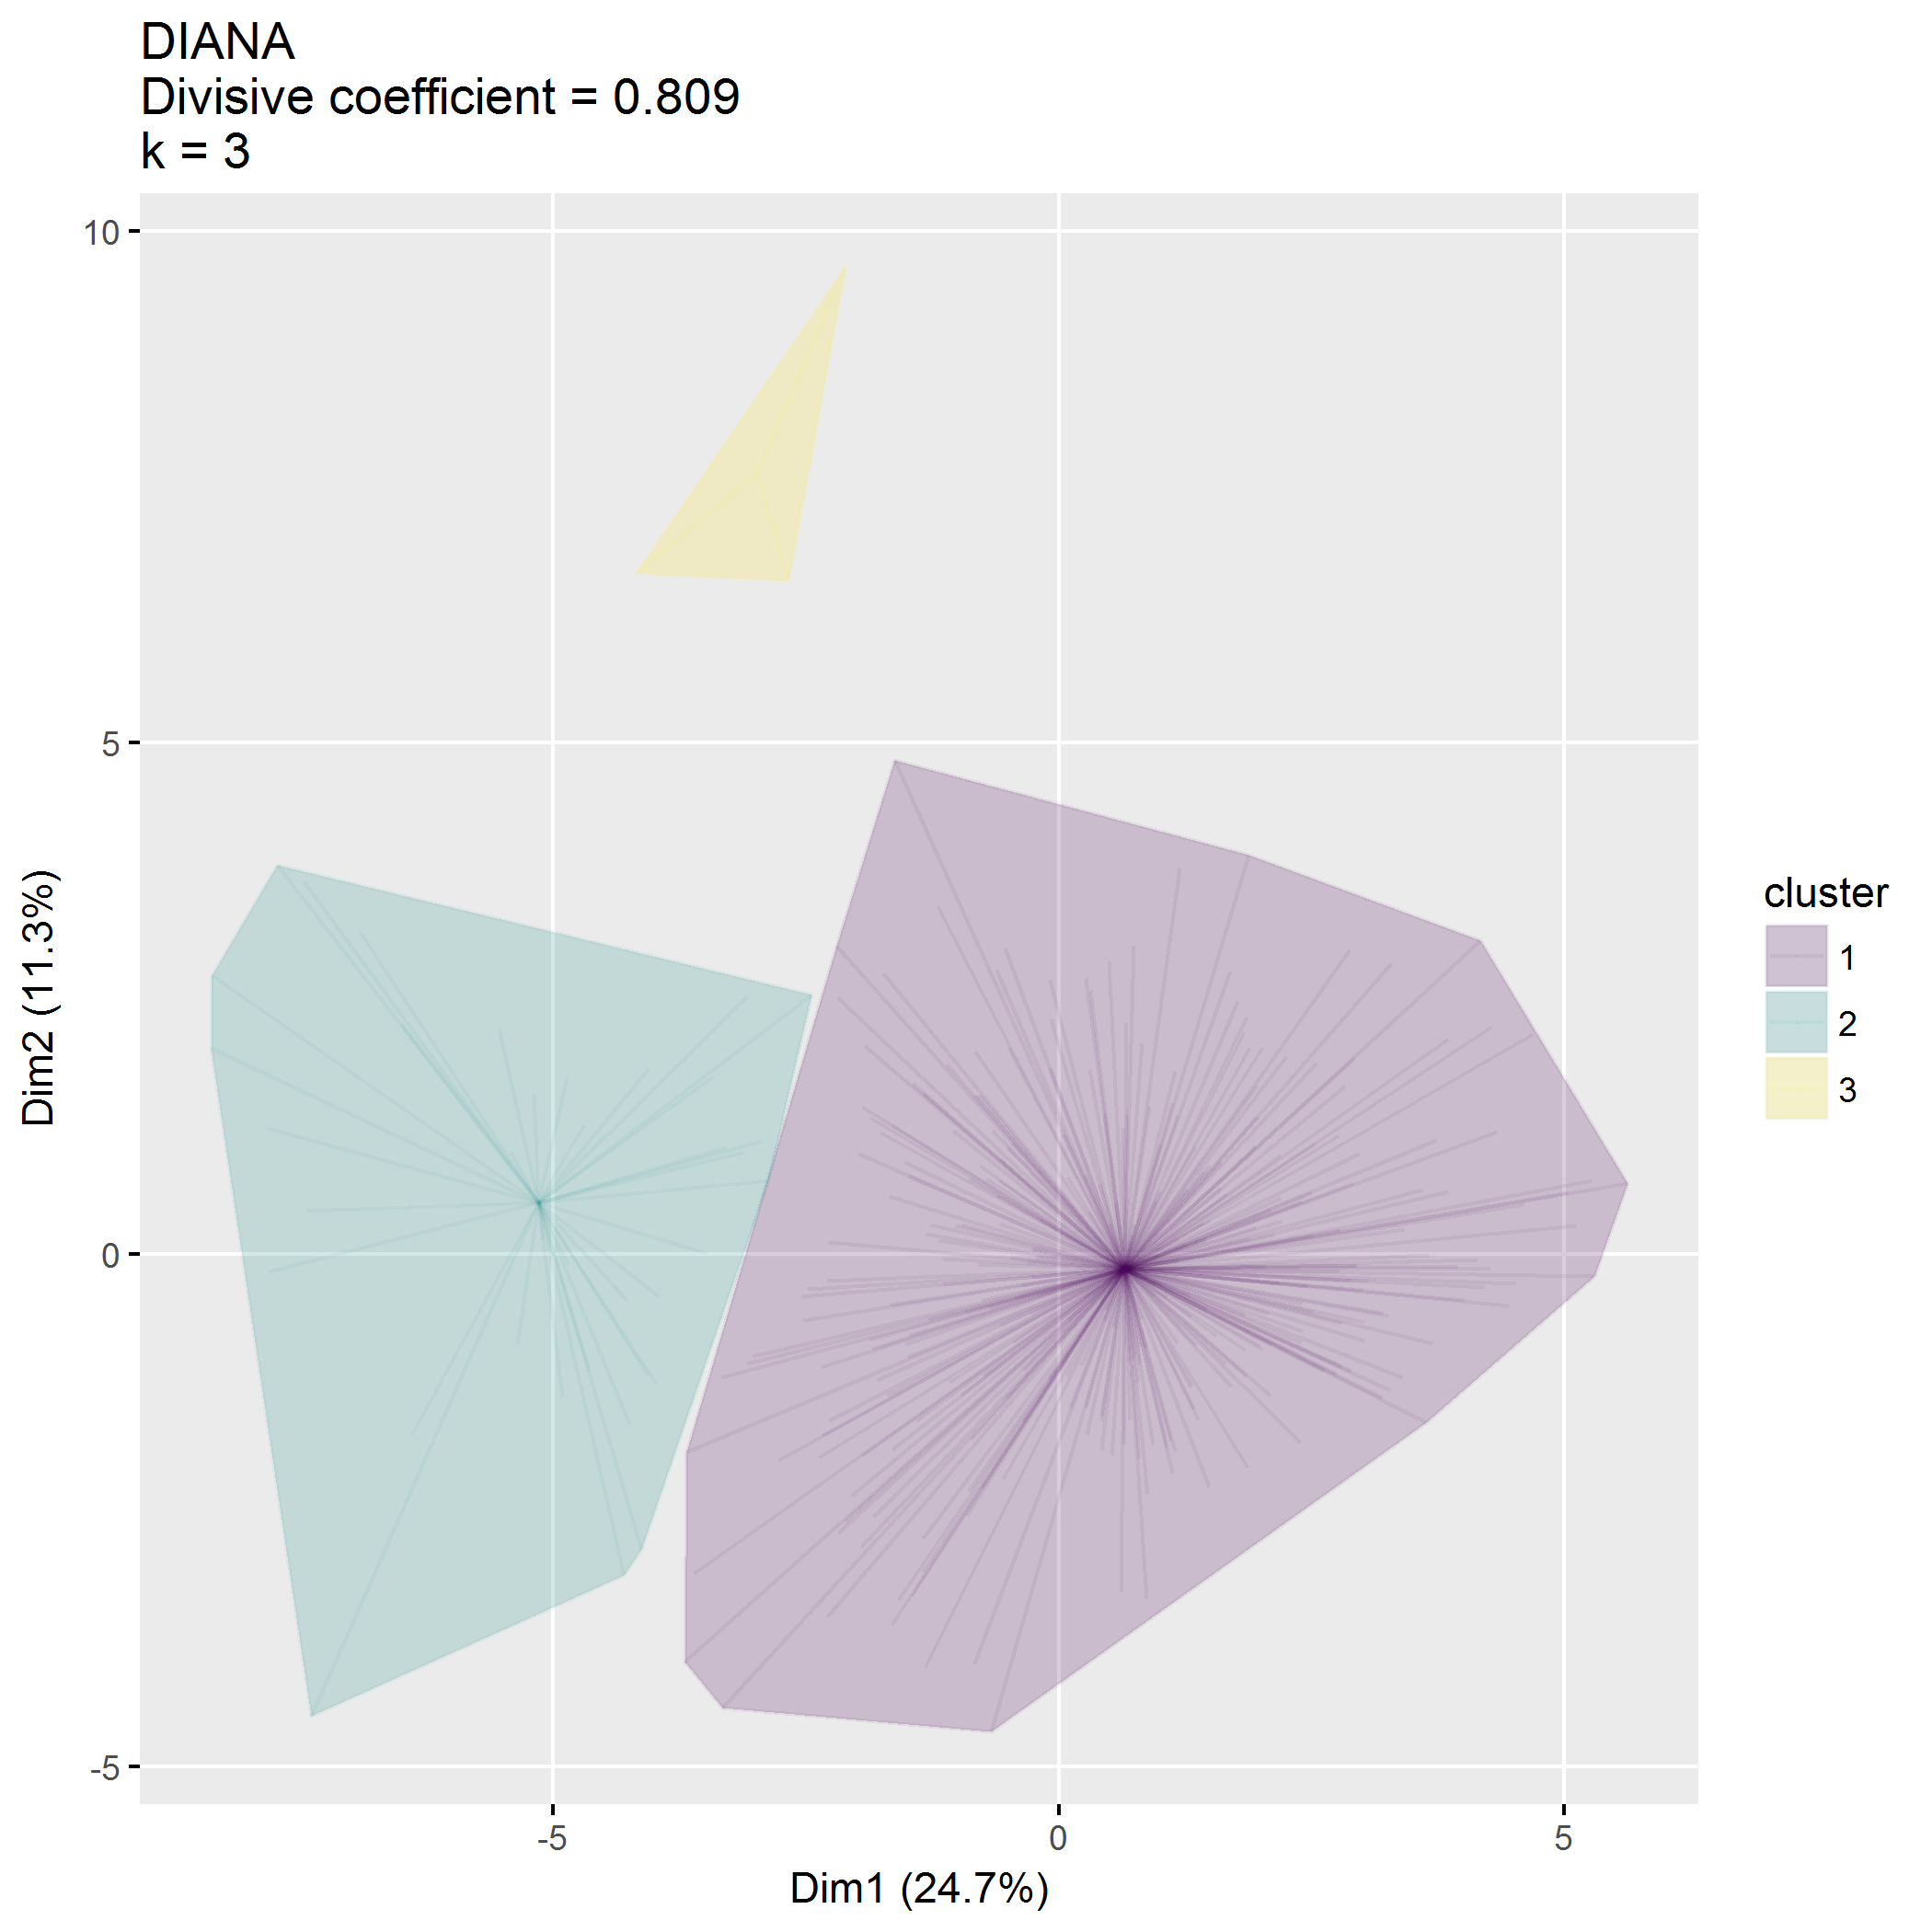 DIANA
Divisive coefficient = 0.809
k = 3
10
5
0
-5
Dim2 (11.3%)
-5
0
5
Dim1 (24.7%)
cluster
1
2
3